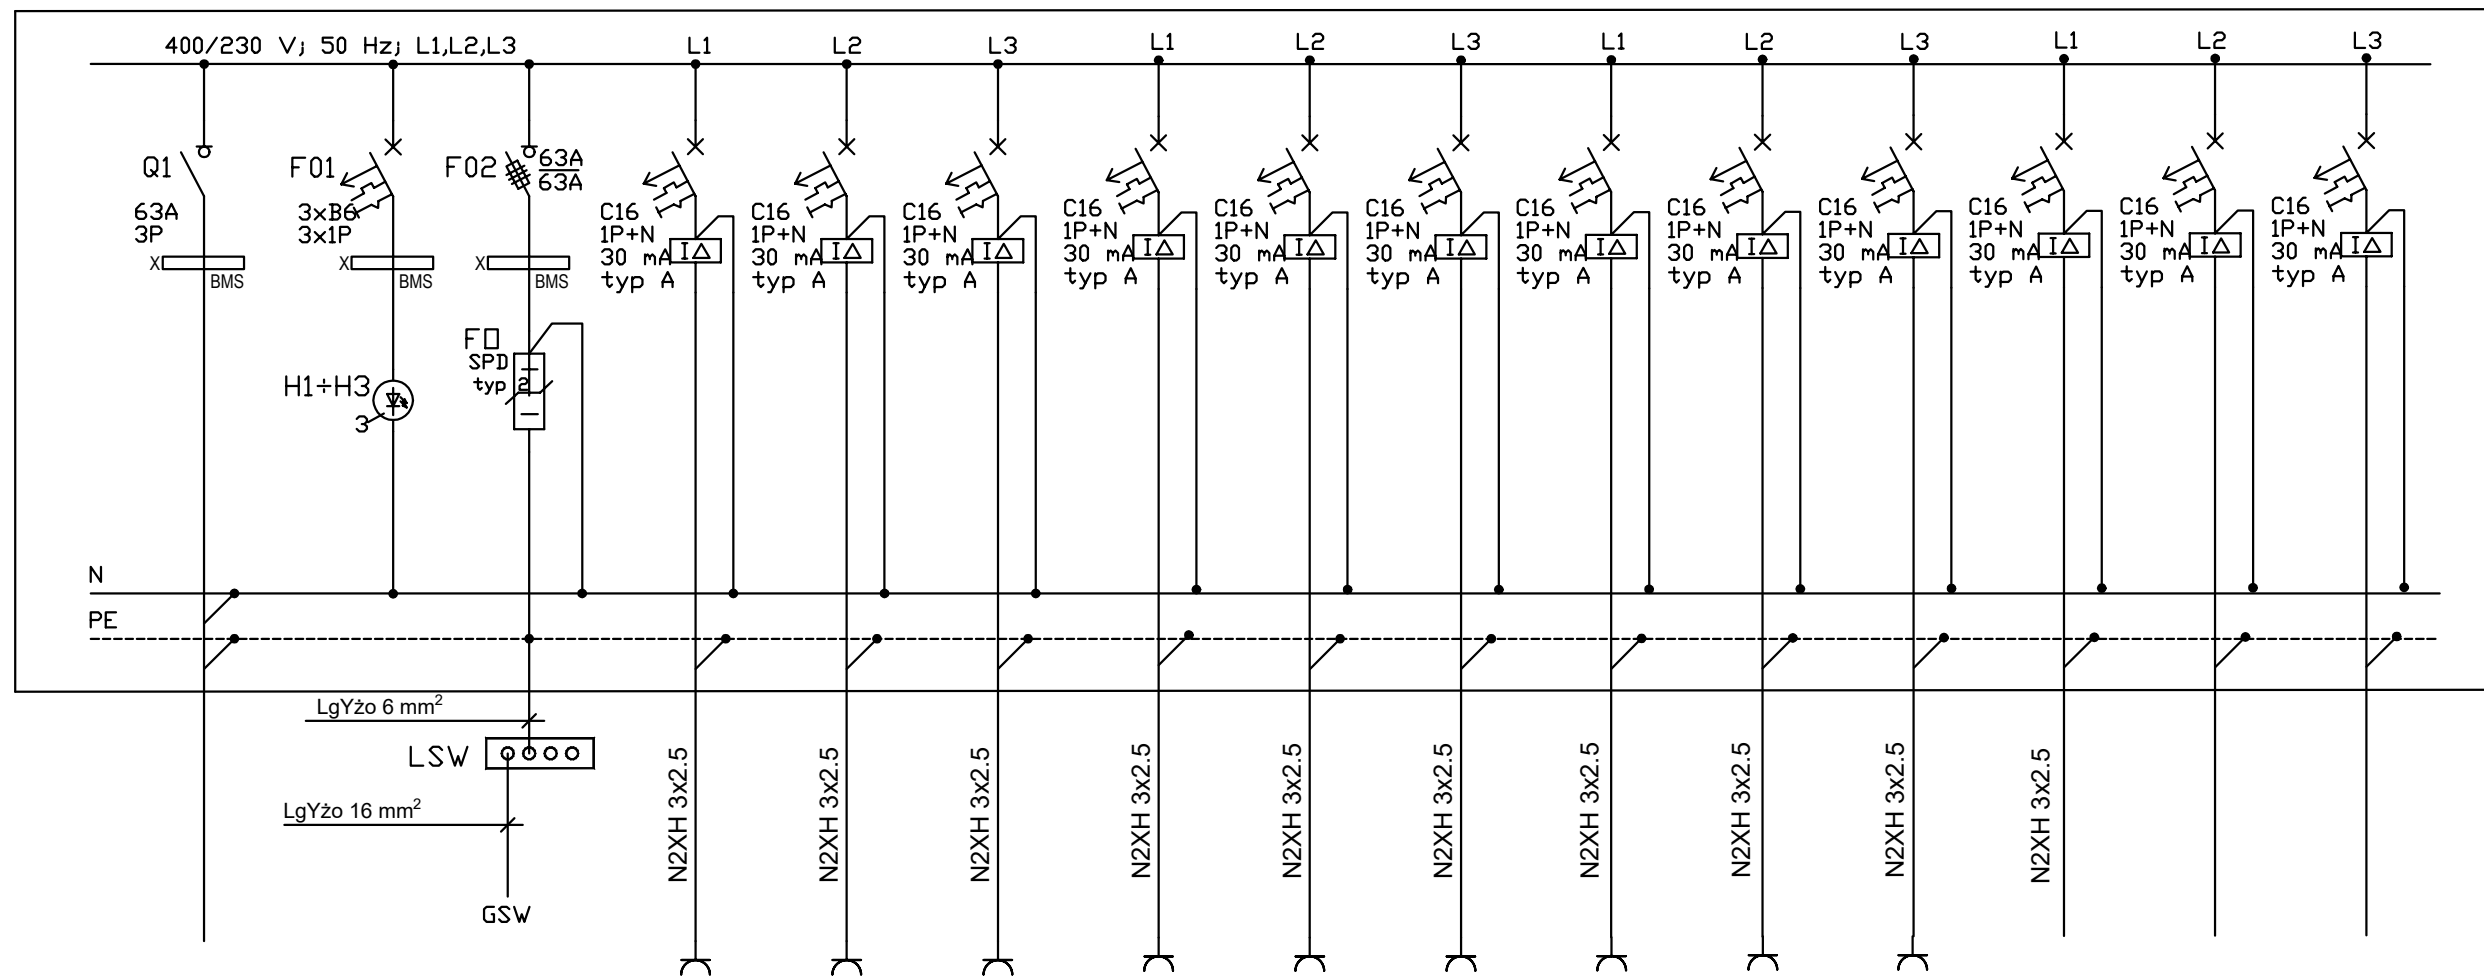 400/230 V; 50 Hz; L1,L2,L3
L1
L2
L3
L1
L2
L3
L1
L2
L3
L1
L2
L3
Q1
63A
3P
X
BMS
F01
3xB6
3x1P
X
BMS
F02
63A
63A
X
BMS
C16
1P+N
30 mA
typ A
I△
C16
1P+N
30 mA
typ A
I△
C16
1P+N
30 mA
typ A
I△
C16
1P+N
30 mA
typ A
I△
C16
1P+N
30 mA
typ A
I△
C16
1P+N
30 mA
typ A
I△
C16
1P+N
30 mA
typ A
I△
C16
1P+N
30 mA
typ A
I△
C16
1P+N
30 mA
typ A
I△
C16
1P+N
30 mA
typ A
I△
C16
1P+N
30 mA
typ A
I△
C16
1P+N
30 mA
typ A
I△
H1÷H3
3
F0
SPD
typ 2
N
PE
LgYżo 6 mm²
LSW
LgYżo 16 mm²
GSW
N2XH 3x2.5
N2XH 3x2.5
N2XH 3x2.5
N2XH 3x2.5
N2XH 3x2.5
N2XH 3x2.5
N2XH 3x2.5
N2XH 3x2.5
N2XH 3x2.5
N2XH 3x2.5